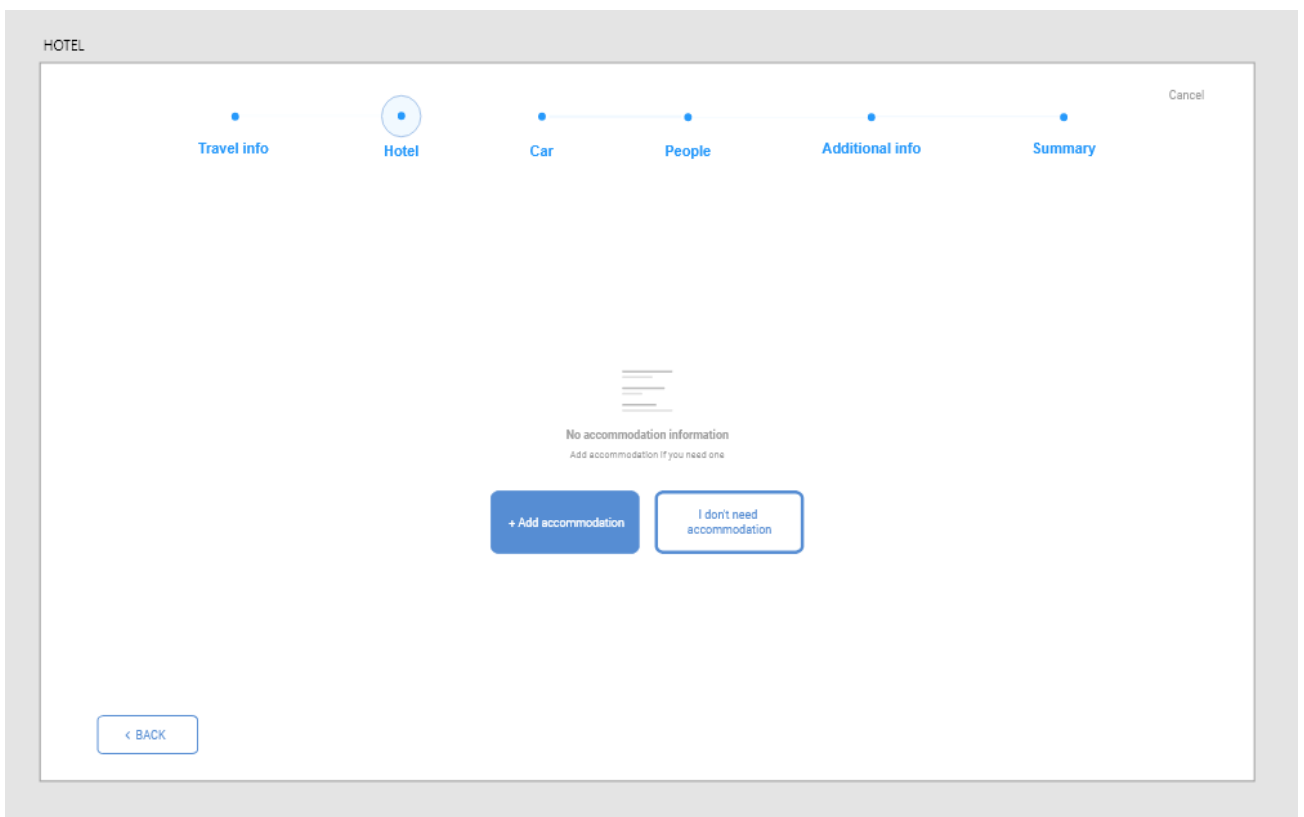 HOTEL
Cancel
Travel info
Hotel
Car
People
Additional info
Summary
No accommodation information
Add accommodation if you need one
+ Add accommodation
I don't need
accommodation
< BACK